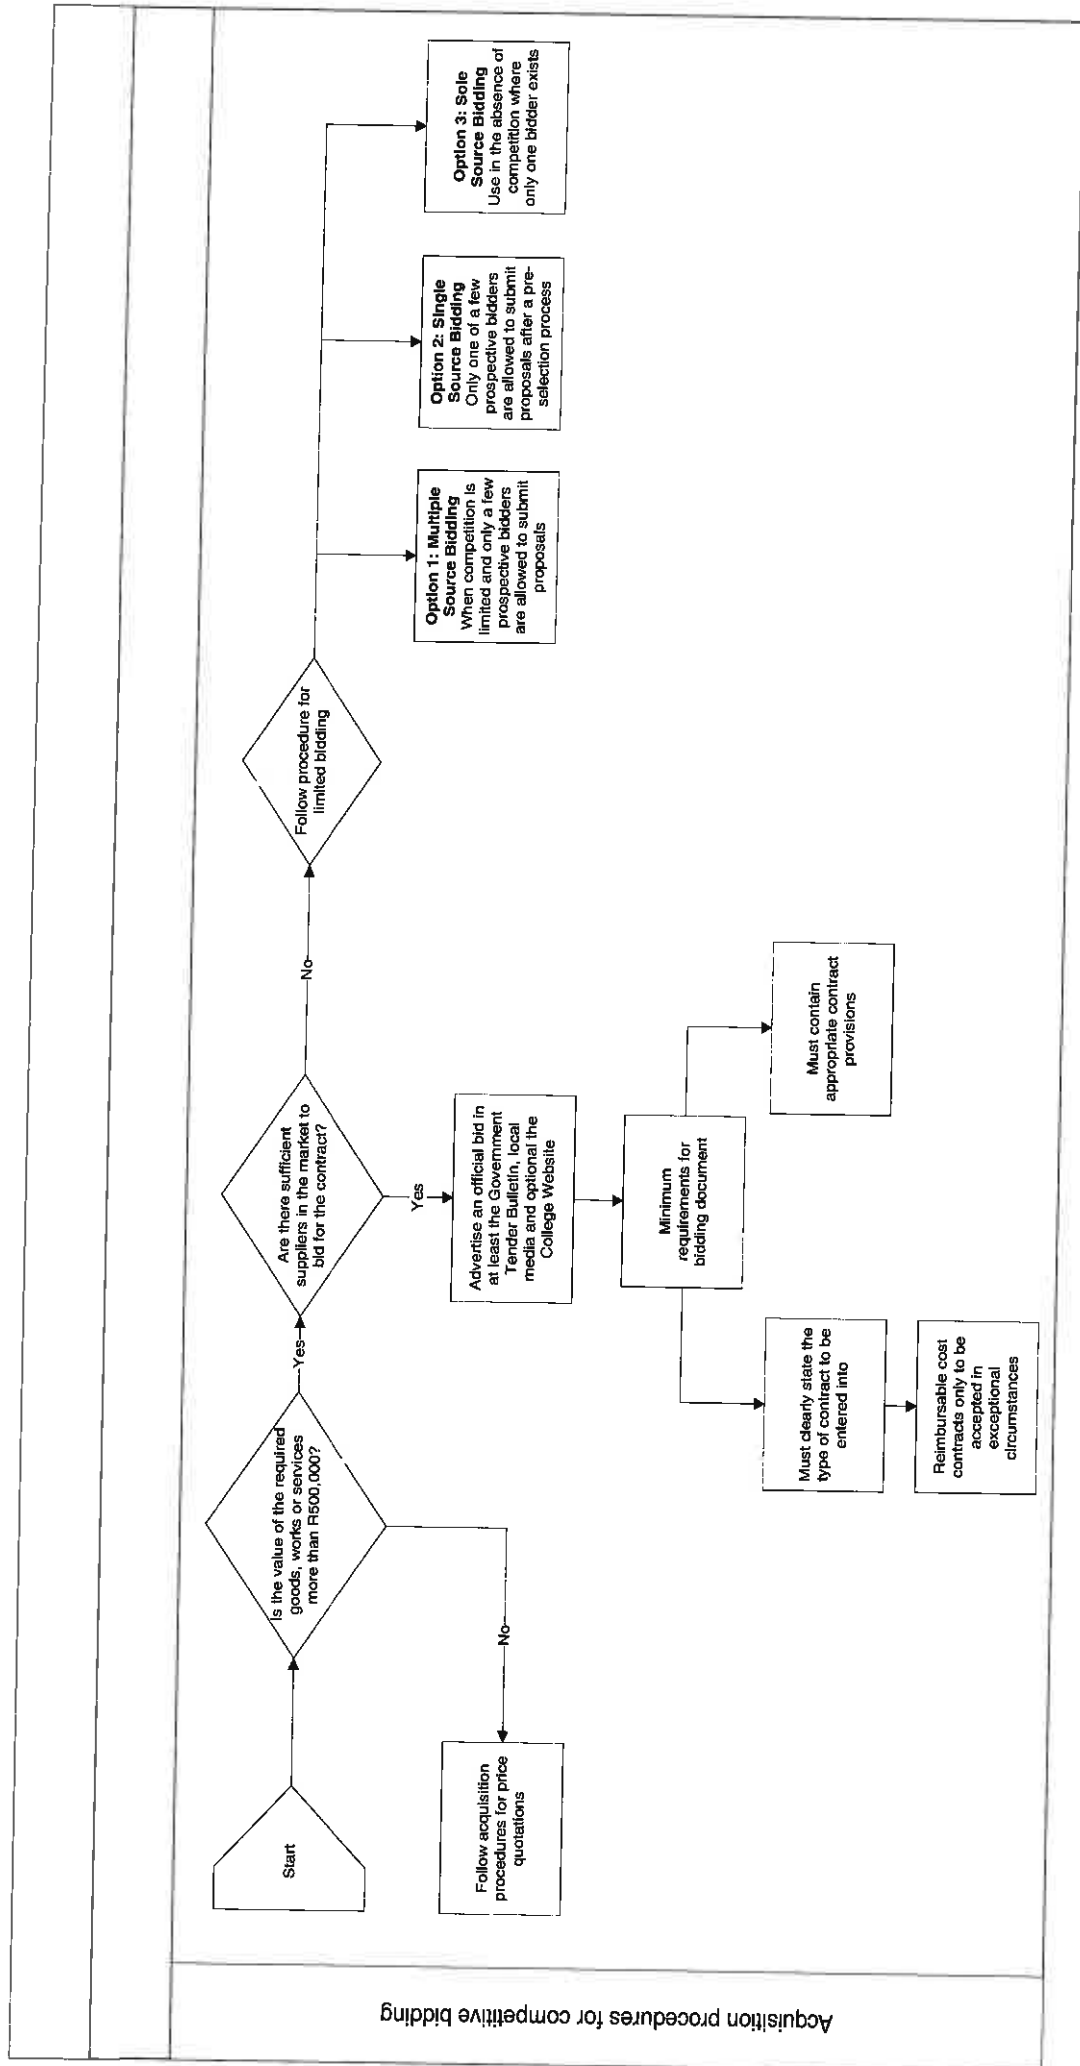 Acquisition procedures for competitive bidding
Start
Is the value of the required
goods, works or services
more than R500,000?
Yes
No
Follow acquisition
procedures for price
quotations
Are there sufficient
suppliers in the market to
bid for the contract?
No
Yes
Advertise an official bid in
at least the Government
Tender Bulletin, local
media and optional the
College Website
Minimum
requirements for
bidding document
Must clearly state the
type of contract to be
entered into
Reimbursable cost
contracts only to be
accepted in
exceptional
circumstances
Must contain
appropriate contract
provisions
Follow procedure for
limited bidding
Option 1: Multiple
Source Bidding
When competition is
limited and only a few
prospective bidders
are allowed to submit
proposals
Option 2: Single
Source Bidding
Only one of a few
prospective bidders
are allowed to submit
proposals after a pre-
selection process
Option 3: Sole
Source Bidding
Use in the absence of
competition where
only one bidder exists